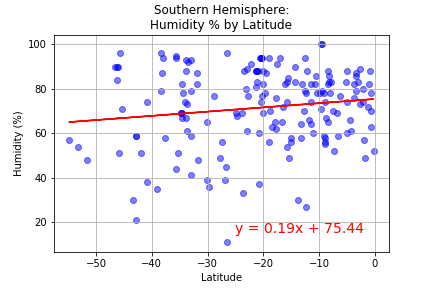 Southern Hemisphere:
Humidity % by Latitude
Humidity (%)
100
80
60
40
20
y = 0.19x + 75.44
−50
−40
−30
−20
−10
0
Latitude